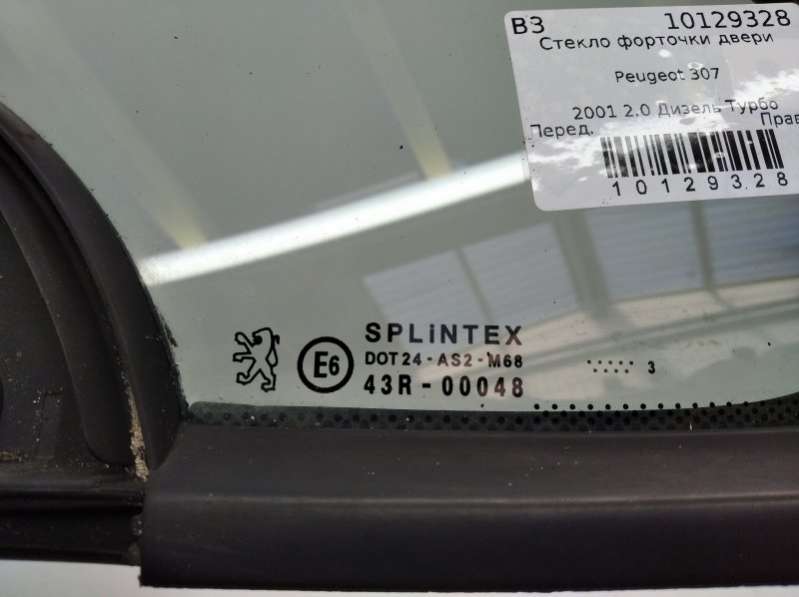 B3 10129328
Стекло форточки двери
Peugeot 307
2001 2.0 Дизель Турбо
Перед. Прав
10129328
SPLiNTEX
E6
DOT24-AS2-M68
43R-00048
3